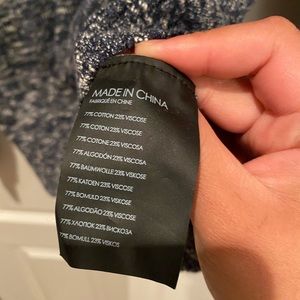 MADE IN CHINA
FABRIQUÉ EN CHINE
77% COTTON 23% VISCOSE
77% COTON 23% VISCOSE
77% COTONE 23% VISCOSA
77% ALGODÓN 23% VISCOSA
77% BAUMWOLLE 23% VISKOSE
77% KATOEN 23% VISCOSE
77% BOMULD 23% VISKOSE
77% ALGODÃO 23% VISCOSE
77% ХЛОПОК 23% ВИСКОЗА
77% BOMULL 23% VISKOS